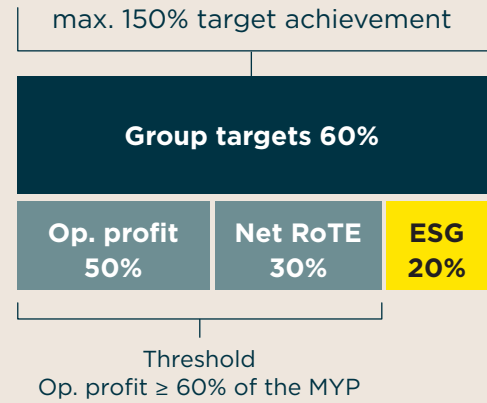 max. 150% target achievement
Group targets 60%
Op. profit
50%
Net RoTE
30%
ESG
20%
Threshold
Op. profit ≥ 60% of the MYP